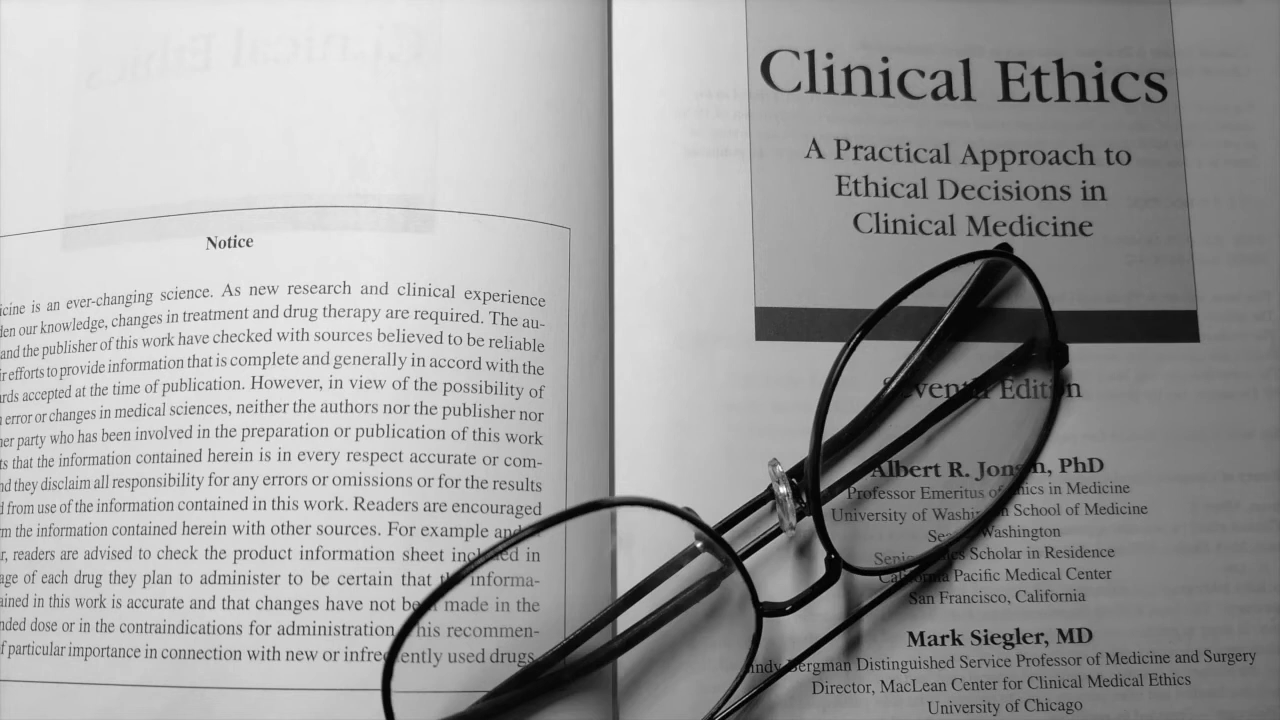 Notice
is an ever-changing science. As new research and clinical experience
our knowledge, changes in treatment and drug therapy are required. The au-
and the publisher of this work have checked with sources believed to be reliable
efforts to provide information that is complete and generally in accord with the
accepted at the time of publication. However, in view of the possibility of
error or changes in medical sciences, neither the authors nor the publisher nor
party who has been involved in the preparation or publication of this work
that the information contained herein is in every respect accurate or com-
they disclaim all responsibility for any errors or omissions or for the results
from use of the information contained in this work. Readers are encouraged
the information contained herein with other sources. For example and
readers are advised to check the product information sheet included in
of each drug they plan to administer to be certain that the informa-
in this work is accurate and that changes have not been made in the
dose or in the contraindications for administration. This recommen-
particular importance in connection with new or infrequently used drugs.
Clinical Ethics
A Practical Approach to
Ethical Decisions in
Clinical Medicine
Seventh Edition
Albert R. Jonsen, PhD
Professor Emeritus of Ethics in Medicine
University of Washington School of Medicine
Washington
Scholar in Residence
California Pacific Medical Center
San Francisco, California
Mark Siegler, MD
Bergman Distinguished Service Professor of Medicine and Surgery
Director, MacLean Center for Clinical Medical Ethics
University of Chicago